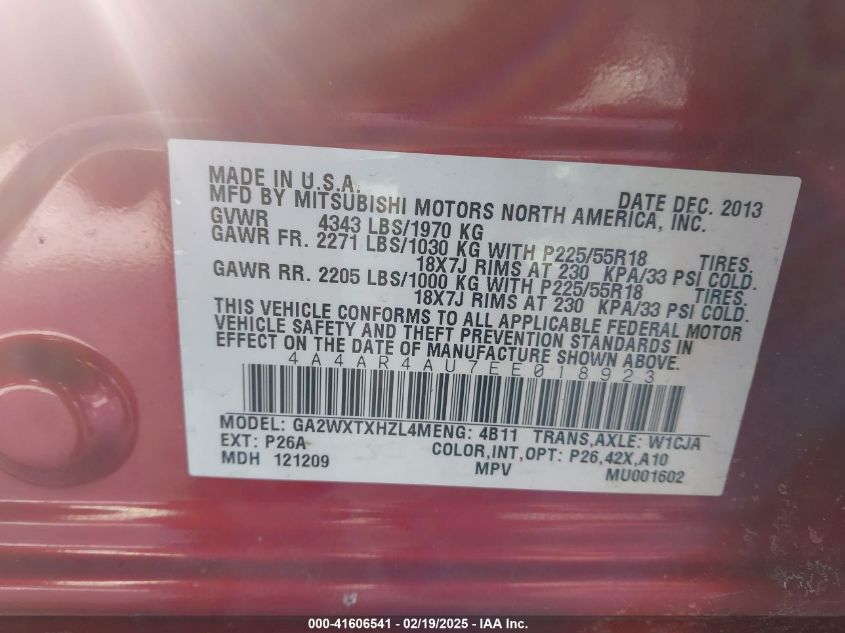 MADE IN U.S.A. DATE DEC. 2013
MFD BY MITSUBISHI MOTORS NORTH AMERICA, INC.
GVWR 4343 LBS/1970 KG
GAWR FR. 2271 LBS/1030 KG WITH P225/55R18 TIRES.
18X7J RIMS AT 230 KPA/33 PSI COLD.
GAWR RR. 2205 LBS/1000 KG WITH P225/55R18 TIRES.
18X7J RIMS AT 230 KPA/33 PSI COLD.
THIS VEHICLE CONFORMS TO ALL APPLICABLE FEDERAL MOTOR
VEHICLE SAFETY AND THEFT PREVENTION STANDARDS IN
EFFECT ON THE DATE OF MANUFACTURE SHOWN ABOVE.
4A4AR4AU7EE018923
MODEL: GA2WXTXHZL4MENG: 4B11 TRANS,AXLE: W1CJA
EXT: P26A COLOR,INT,OPT: P26,42X,A10
MDH 121209 MPV MU001602
000-41606541 - 02/19/2025 - IAA Inc.